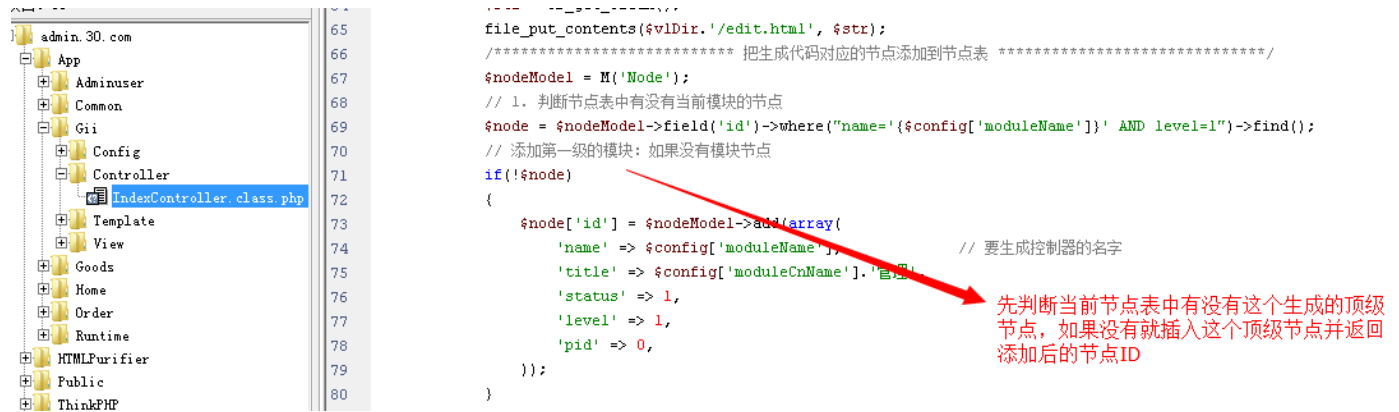 admin.30.com
App
Adminuser
Common
Gii
Config
Controller
IndexController.class.php
Template
View
Goods
Home
Order
Runtime
HTMLPurifier
Public
ThinkPHP
65 file_put_contents($vlDir.'/edit.html', $str);
66 /*************************** 把生成代码对应的节点添加到节点表 ******************************/
67 $nodeModel = M('Node');
68 // 1. 判断节点表中有没有当前模块的节点
69 $node = $nodeModel->field('id')->where("name='{$config['moduleName']}' AND level=1")->find();
70 // 添加第一级的模块: 如果没有模块节点
71 if(!$node)
72 {
73 $node['id'] = $nodeModel->add(array(
74 'name' => $config['moduleName'], // 要生成控制器的名字
75 'title' => $config['moduleCnName'].'管理',
76 'status' => 1,
77 'level' => 1,
78 'pid' => 0,
79 ));
80 }
先判断当前节点表中有没有这个生成的顶级
节点，如果没有就插入这个顶级节点并返回
添加后的节点ID